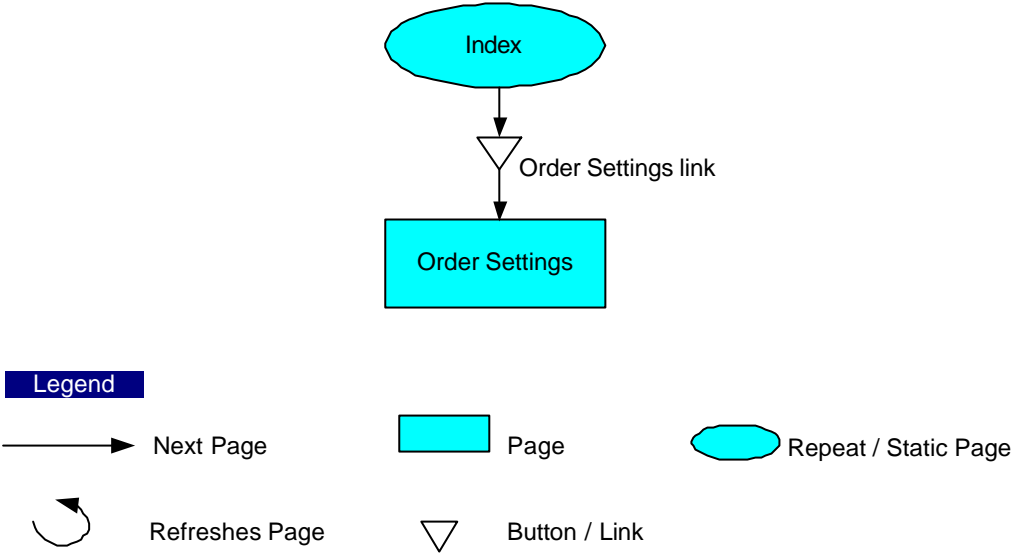 Index
Order Settings link
Order Settings
Legend
Next Page
Page
Repeat / Static Page
Refreshes Page
Button / Link